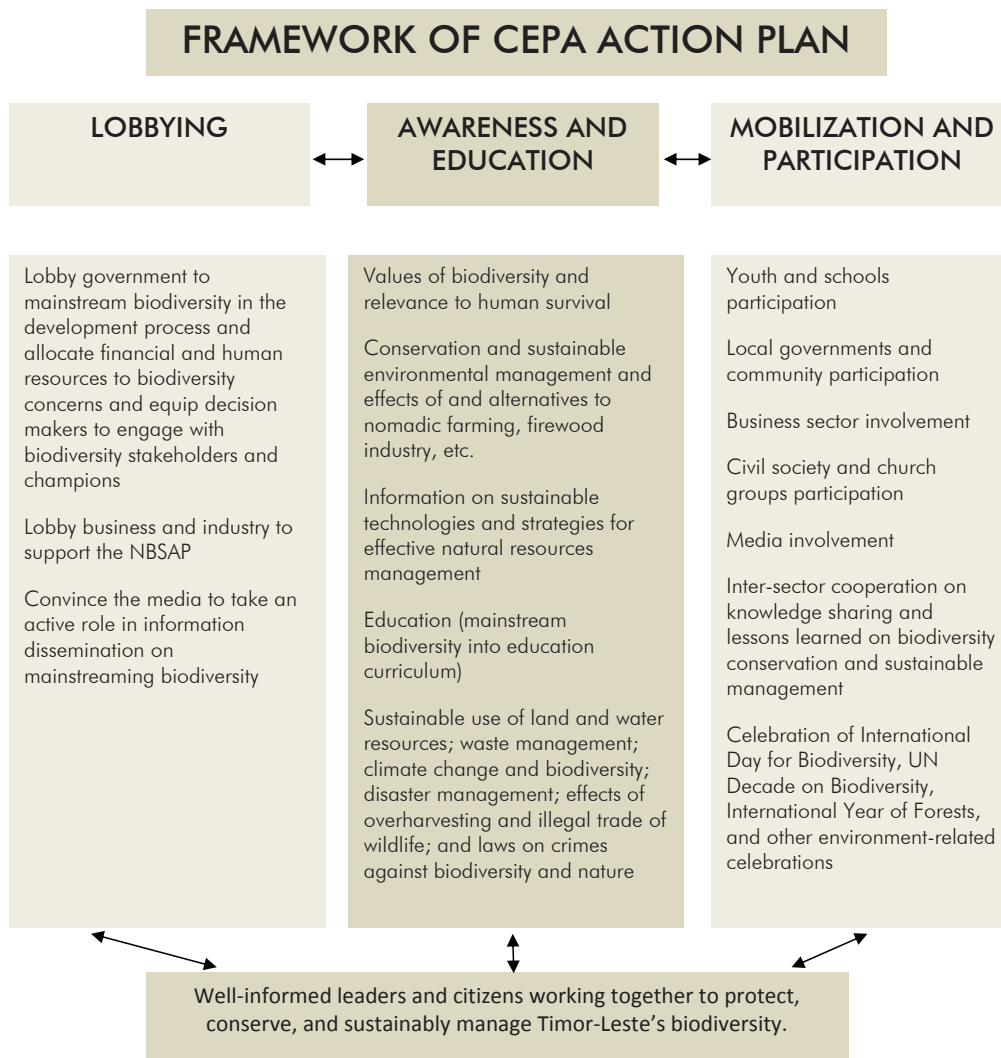 FRAMEWORK OF CEPA ACTION PLAN
LOBBYING
AWARENESS AND
EDUCATION
MOBILIZATION AND
PARTICIPATION
Lobby government to
mainstream biodiversity in the
development process and
allocate financial and human
resources to biodiversity
concerns and equip decision
makers to engage with
biodiversity stakeholders and
champions
Lobby business and industry to
support the NBSAP
Convince the media to take an
active role in information
dissemination on
mainstreaming biodiversity
Values of biodiversity and
relevance to human survival
Conservation and sustainable
environmental management and
effects of and alternatives to
nomadic farming, firewood
industry, etc.
Information on sustainable
technologies and strategies for
effective natural resources
management
Education (mainstream
biodiversity into education
curriculum)
Sustainable use of land and water
resources; waste management;
climate change and biodiversity;
disaster management; effects of
overharvesting and illegal trade of
wildlife; and laws on crimes
against biodiversity and nature
Youth and schools
participation
Local governments and
community participation
Business sector involvement
Civil society and church
groups participation
Media involvement
Inter-sector cooperation on
knowledge sharing and
lessons learned on biodiversity
conservation and sustainable
management
Celebration of International
Day for Biodiversity, UN
Decade on Biodiversity,
International Year of Forests,
and other environment-related
celebrations
Well-informed leaders and citizens working together to protect,
conserve, and sustainably manage Timor-Leste’s biodiversity.